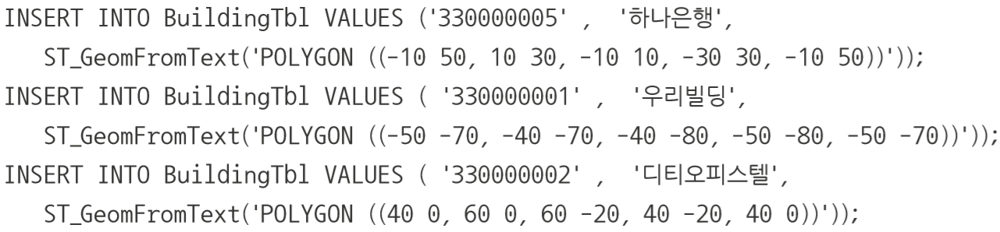 INSERT INTO BuildingTbl VALUES ('330000005' ,  '하나은행',
ST_GeomFromText('POLYGON ((-10 50, 10 30, -10 10, -30 30, -10 50))'));
INSERT INTO BuildingTbl VALUES ( '330000001' ,  '우리빌딩',
ST_GeomFromText('POLYGON ((-50 -70, -40 -70, -40 -80, -50 -80, -50 -70))'));
INSERT INTO BuildingTbl VALUES ( '330000002' ,  '디티오피스텔',
ST_GeomFromText('POLYGON ((40 0, 60 0, 60 -20, 40 -20, 40 0))'));